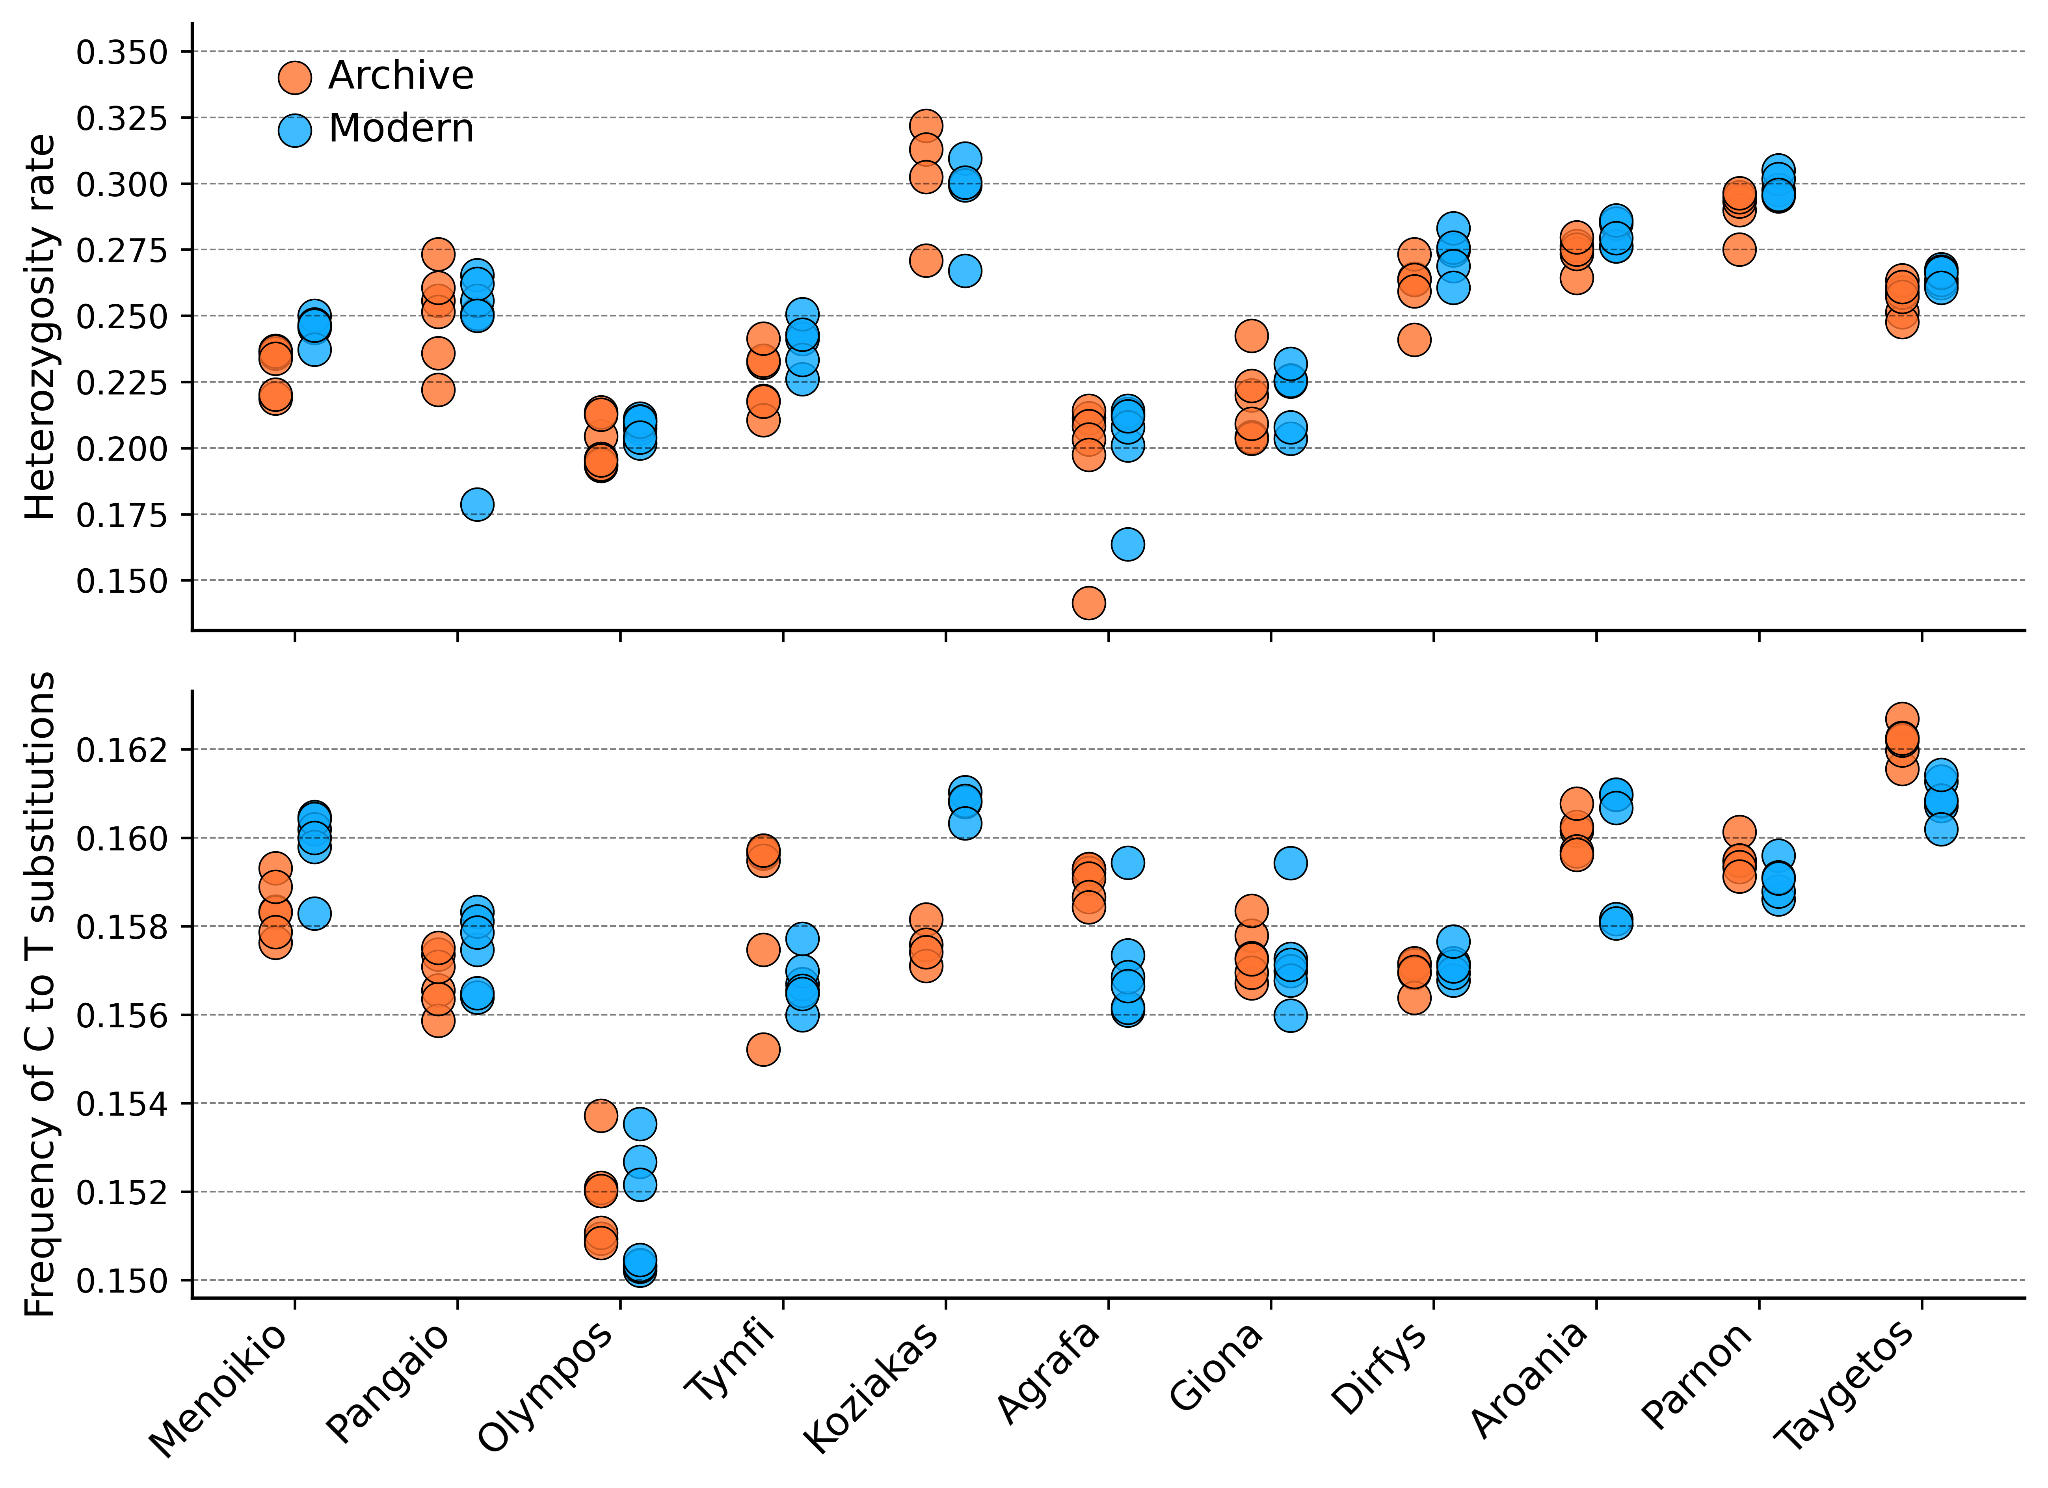 Heterozygosity rate
0.350
0.325
0.300
0.275
0.250
0.225
0.200
0.175
0.150
Archive
Modern
Frequency of C to T substitutions
0.162
0.160
0.158
0.156
0.154
0.152
0.150
Menoikio
Pangaio
Olympos
Tymfi
Koziakas
Agrafa
Giona
Dirfys
Aroania
Parnon
Taygetos